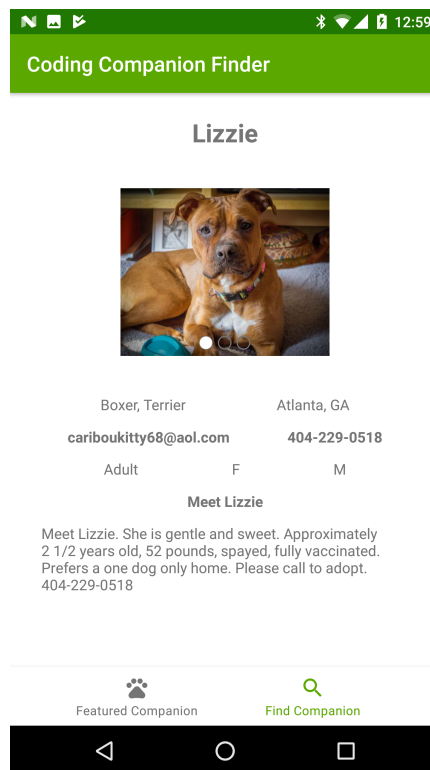 12:59
Coding Companion Finder
Lizzie
Boxer, Terrier Atlanta, GA
cariboukitty68@aol.com 404-229-0518
Adult F M
Meet Lizzie
Meet Lizzie. She is gentle and sweet. Approximately
2 1/2 years old, 52 pounds, spayed, fully vaccinated.
Prefers a one dog only home. Please call to adopt.
404-229-0518
Featured Companion Find Companion